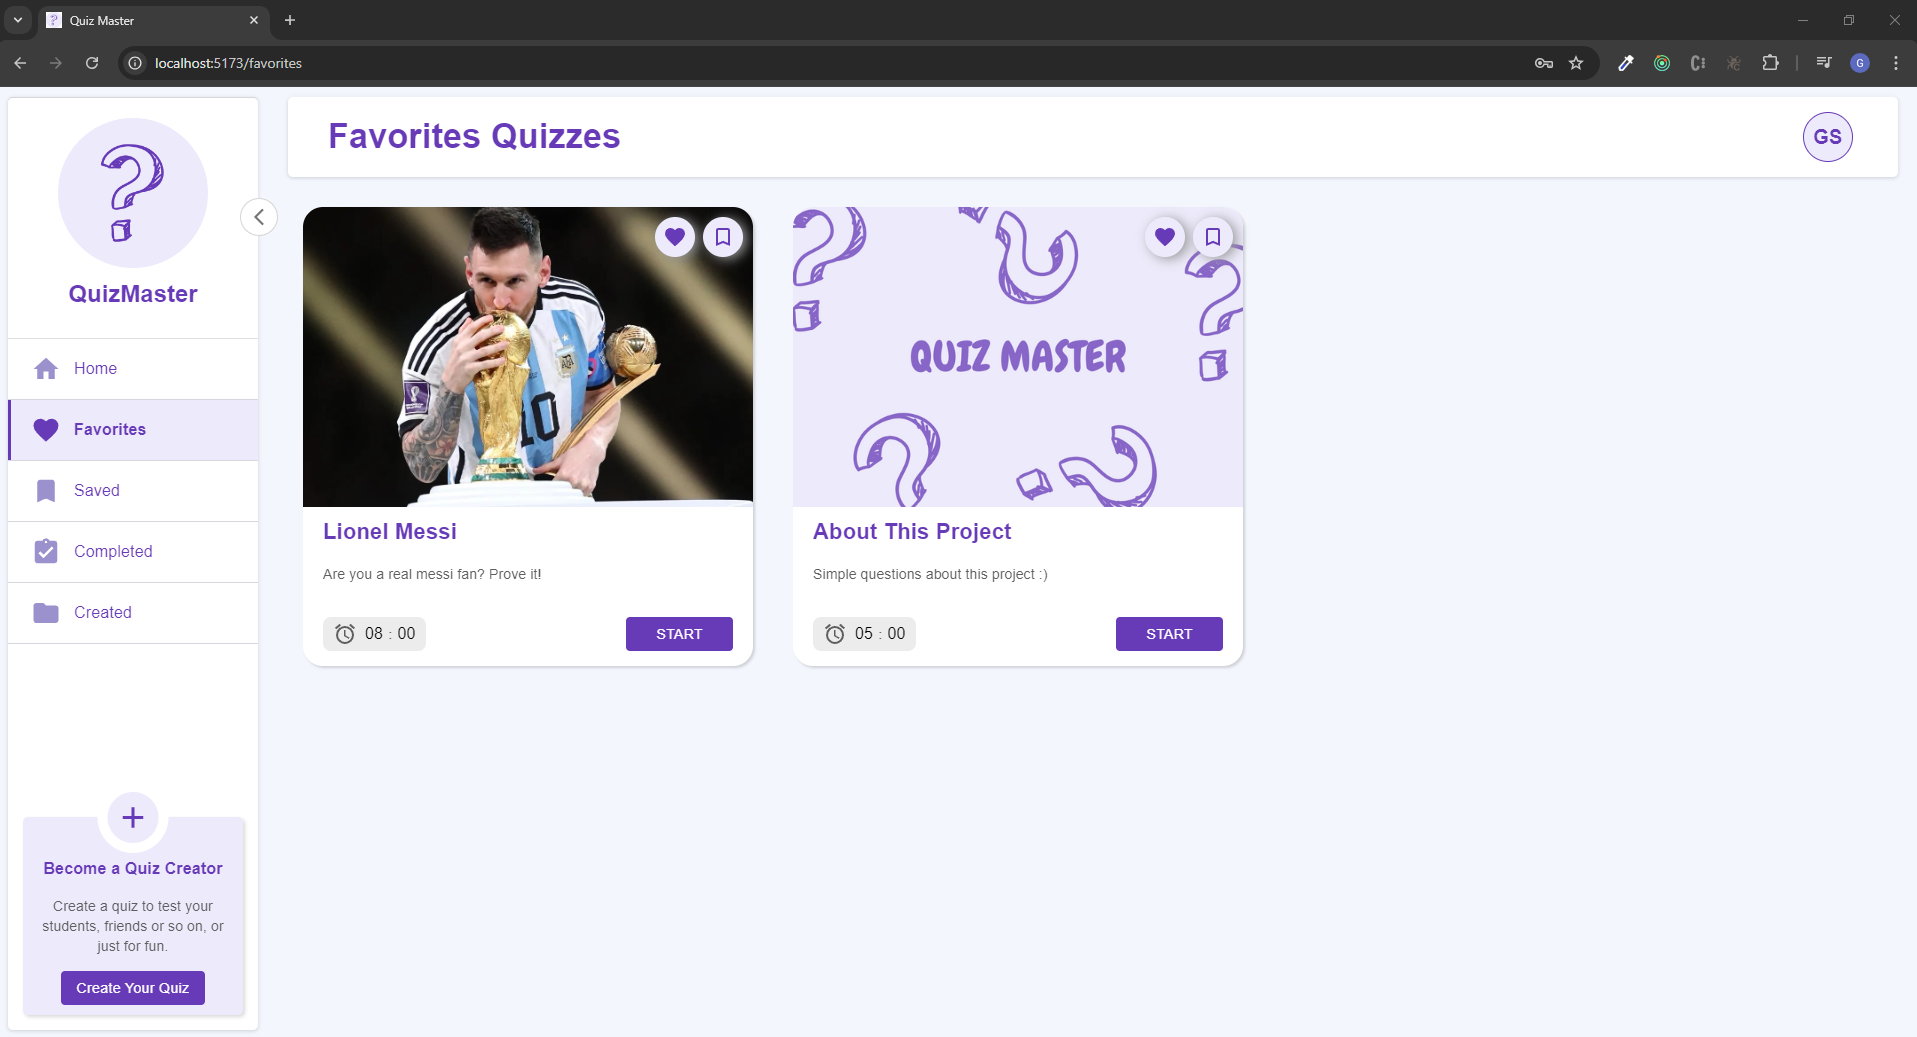 Quiz Master
localhost:5173/favorites
G
QuizMaster
Home
Favorites
Saved
Completed
Created
Become a Quiz Creator
Create a quiz to test your
students, friends or so on, or
just for fun.
Create Your Quiz
Favorites Quizzes
GS
10
Lionel Messi
Are you a real messi fan? Prove it!
08 : 00
START
QUIZ MASTER
About This Project
Simple questions about this project :)
05 : 00
START